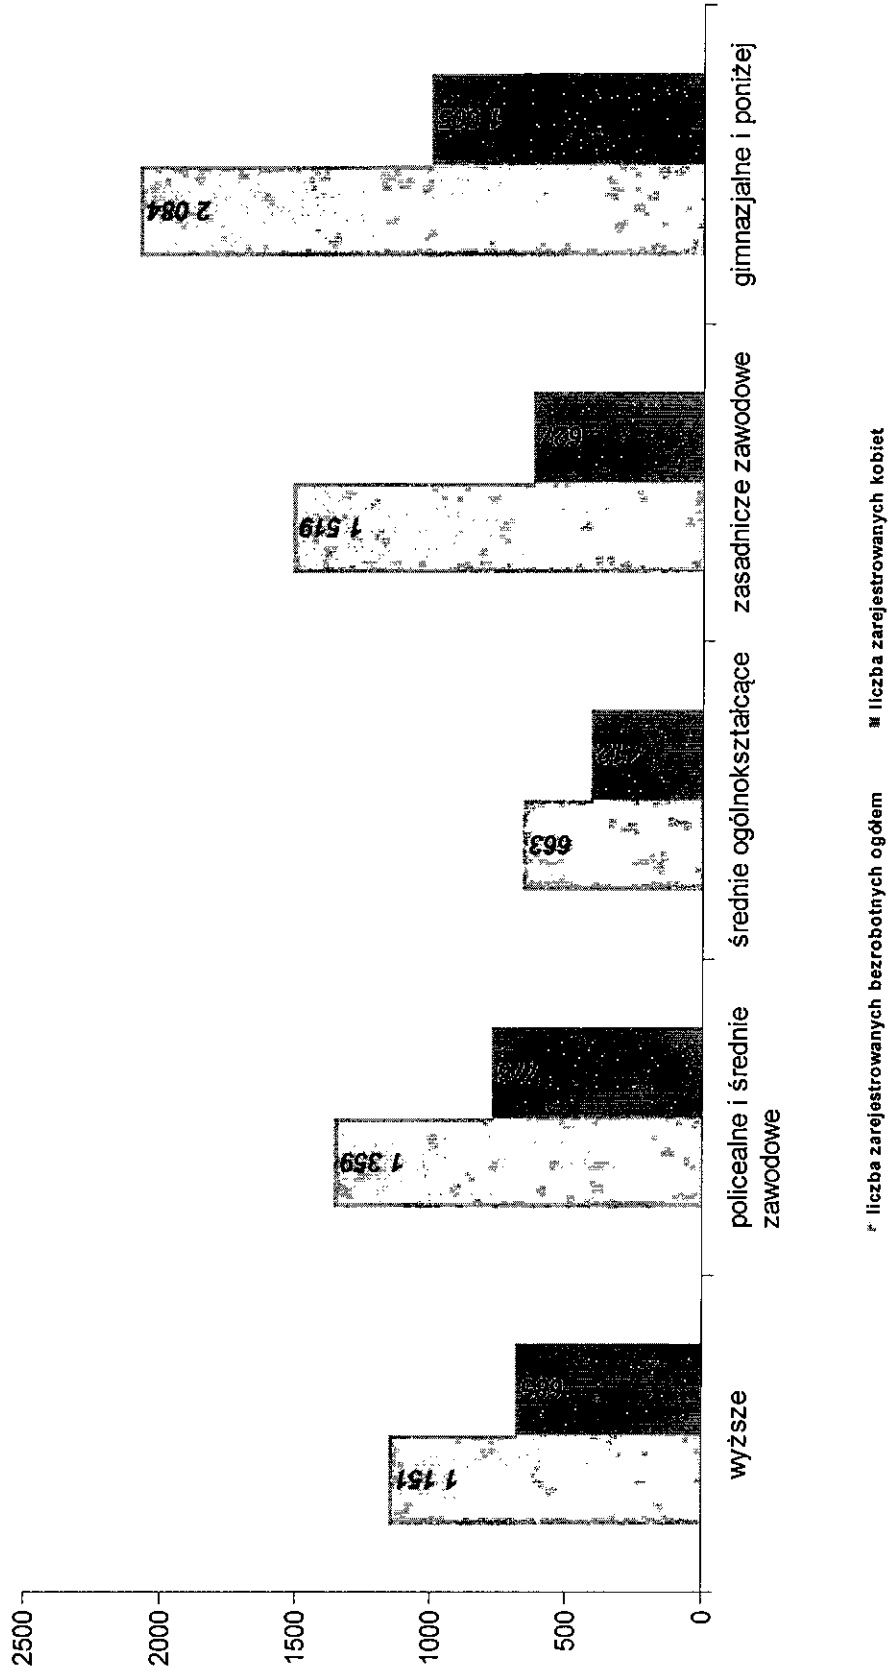 2500
2000
1500
1000
500
0
1 151
1 359
663
1 519
2 084
wyższe
policealne i średnie
zawodowe
średnie ogólnokształcące
zasadnicze zawodowe
gimnazjalne i poniżej
liczba zarejestrowanych bezrobotnych ogółem
liczba zarejestrowanych kobiet